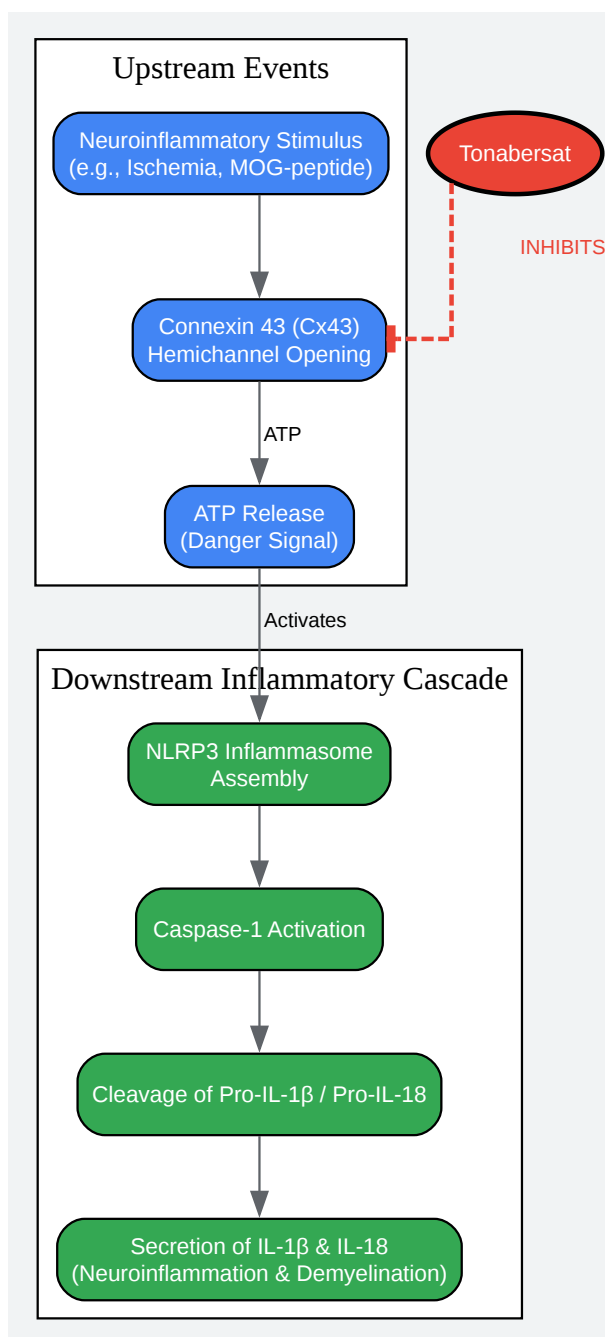 Upstream Events
Neuroinflammatory Stimulus
(e.g., Ischemia, MOG-peptide)
Tonabersat
INHIBITS
Connexin 43 (Cx43)
Hemichannel Opening
ATP
ATP Release
(Danger Signal)
Activates
Downstream Inflammatory Cascade
NLRP3 Inflammasome
Assembly
Caspase-1 Activation
Cleavage of Pro-IL-1β / Pro-IL-18
Secretion of IL-1β & IL-18
(Neuroinflammation & Demyelination)